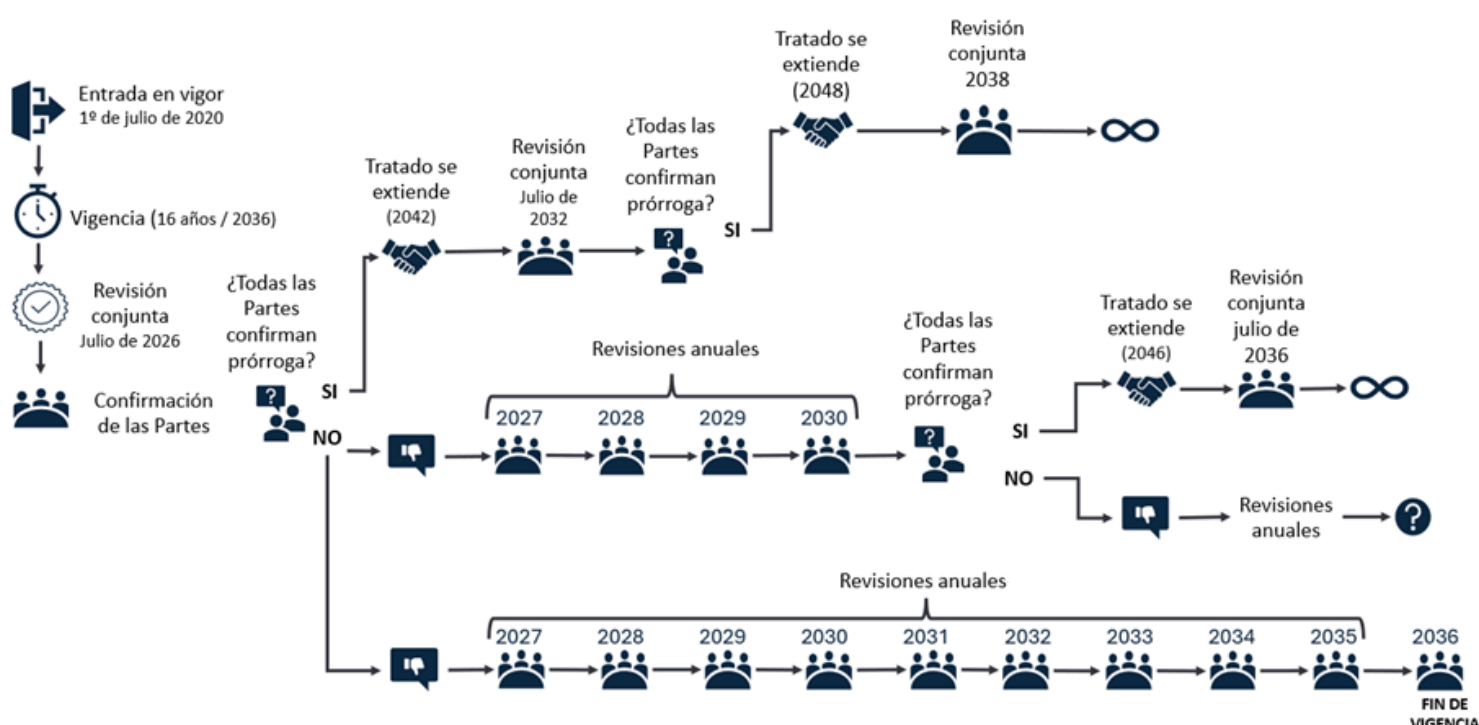 Entrada en vigor
1º de julio de 2020
Vigencia (16 años / 2036)
Revisión
conjunta
Julio de 2026
Confirmación
de las Partes
¿Todas las
Partes
confirman
prórroga?
SI
NO
Tratado se
extiende
(2042)
Revisión
conjunta
Julio de
2032
¿Todas las
Partes
confirman
prórroga?
SI
Tratado se
extiende
(2048)
Revisión
conjunta
2038
Revisiones anuales
2027 2028 2029 2030
¿Todas las
Partes
confirman
prórroga?
SI
NO
Tratado se
extiende
(2046)
Revisión
conjunta
julio de
2036
Revisiones
anuales
Revisiones anuales
2027 2028 2029 2030 2031 2032 2033 2034 2035 2036
FIN DE
VIGENCIA